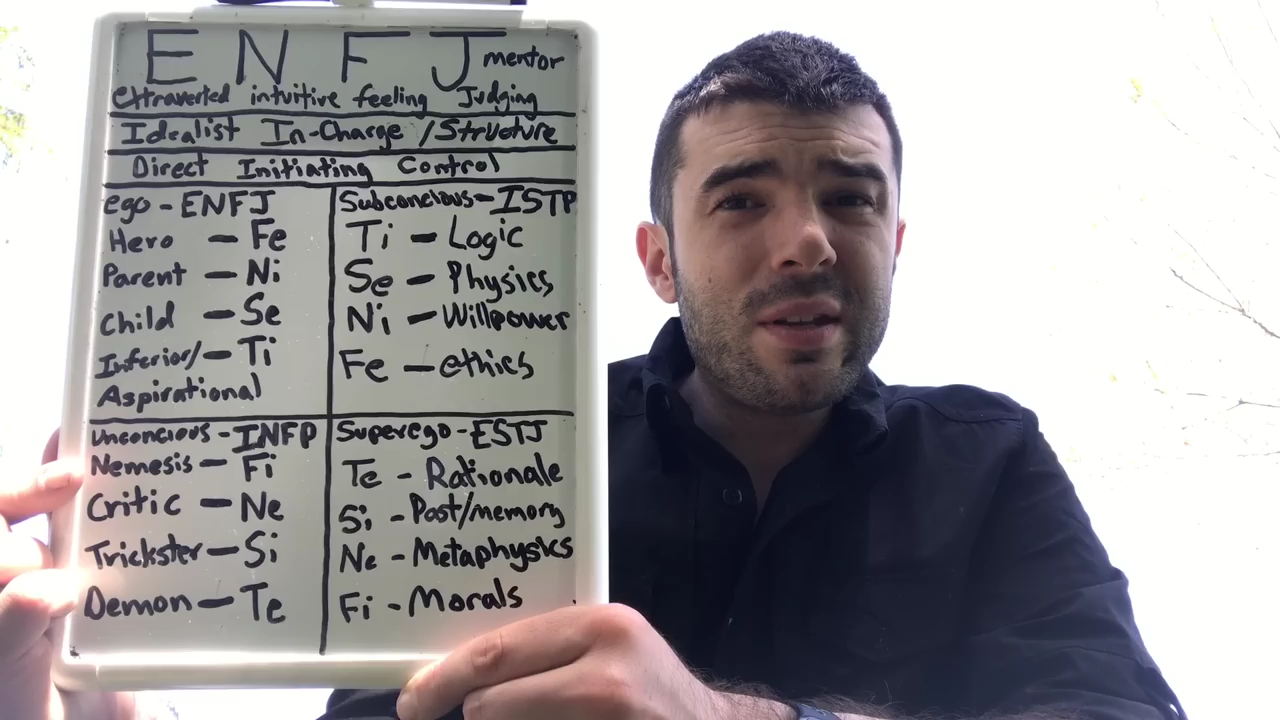 ENFJ mentor
extraverted intuitive feeling Judging
Idealist In-Charge /Structure
Direct Initiating Control
ego - ENFJ
Hero - Fe
Parent - Ni
Child - Se
Inferior/ - Ti
Aspirational
Subconcious - ISTP
Ti - Logic
Se - Physics
Ni - Willpower
Fe - ethics
Unconcious - INFP
Nemesis - Fi
Critic - Ne
Trickster - Si
Demon - Te
Superego - ESTJ
Te - Rationale
Si - Past/memory
Ne - Metaphysics
Fi - Morals